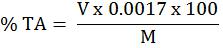 % TA = V x 0.0017 x 100 / M